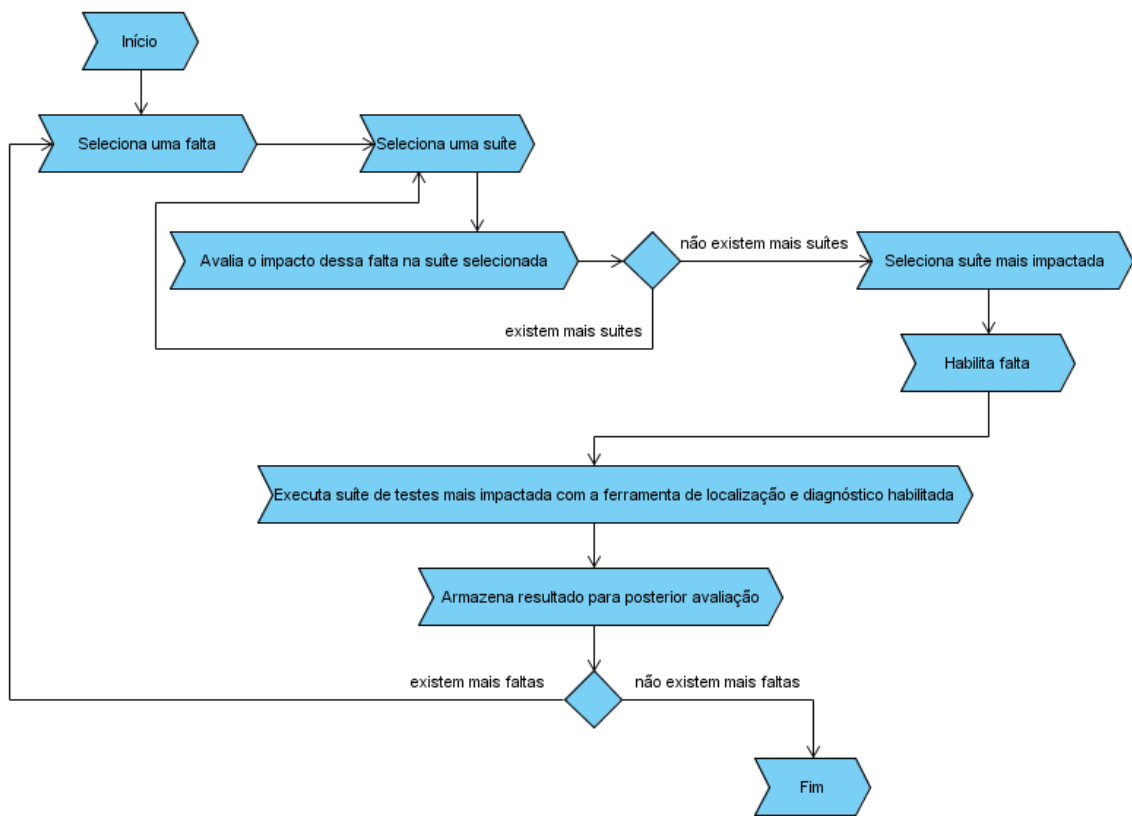 Início
Seleciona uma falta
Seleciona uma suíte
Avalia o impacto dessa falta na suíte selecionada
não existem mais suítes
Seleciona suíte mais impactada
existem mais suites
Habilita falta
Executa suíte de testes mais impactada com a ferramenta de localização e diagnóstico habilitada
Armazena resultado para posterior avaliação
existem mais faltas
não existem mais faltas
Fim